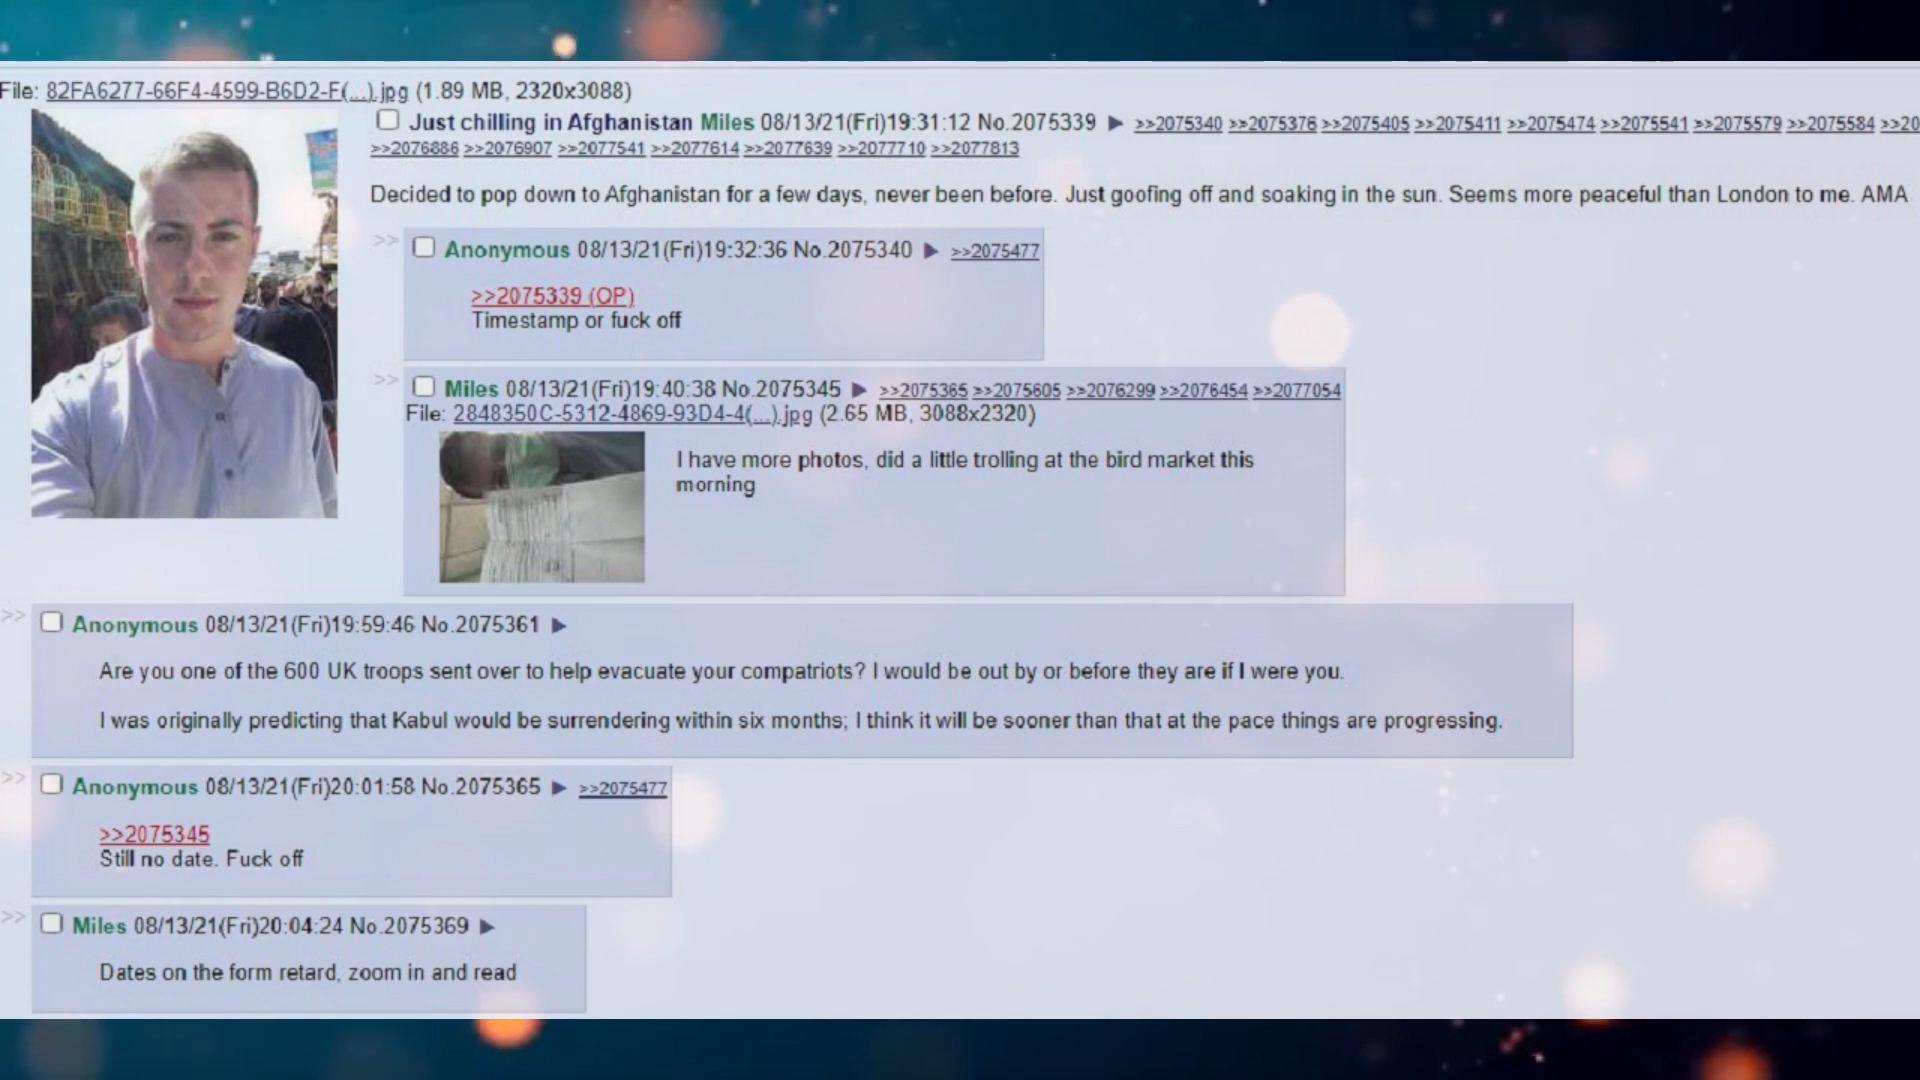 File: 82FA6277-66F4-4599-B6D2-F(...).jpg (1.89 MB, 2320x3088)
Just chilling in Afghanistan Miles 08/13/21(Fri)19:31:12 No.2075339 ▶ >>2075340 >>2075376 >>2075405 >>2075411 >>2075474 >>2075541 >>2075579 >>2075584 >>20
>>2076886 >>2076907 >>2077541 >>2077614 >>2077639 >>2077710 >>2077813
Decided to pop down to Afghanistan for a few days, never been before. Just goofing off and soaking in the sun. Seems more peaceful than London to me. AMA
>> Anonymous 08/13/21(Fri)19:32:36 No.2075340 ▶ >>2075477
>>2075339 (OP)
Timestamp or fuck off
>> Miles 08/13/21(Fri)19:40:38 No.2075345 ▶ >>2075365 >>2075605 >>2076299 >>2076454 >>2077054
File: 2848350C-5312-4869-93D4-4(...).jpg (2.65 MB, 3088x2320)
I have more photos, did a little trolling at the bird market this
morning
>> Anonymous 08/13/21(Fri)19:59:46 No.2075361 ▶
Are you one of the 600 UK troops sent over to help evacuate your compatriots? I would be out by or before they are if I were you.
I was originally predicting that Kabul would be surrendering within six months; I think it will be sooner than that at the pace things are progressing.
>> Anonymous 08/13/21(Fri)20:01:58 No.2075365 ▶ >>2075477
>>2075345
Still no date. Fuck off
>> Miles 08/13/21(Fri)20:04:24 No.2075369 ▶
Dates on the form retard, zoom in and read